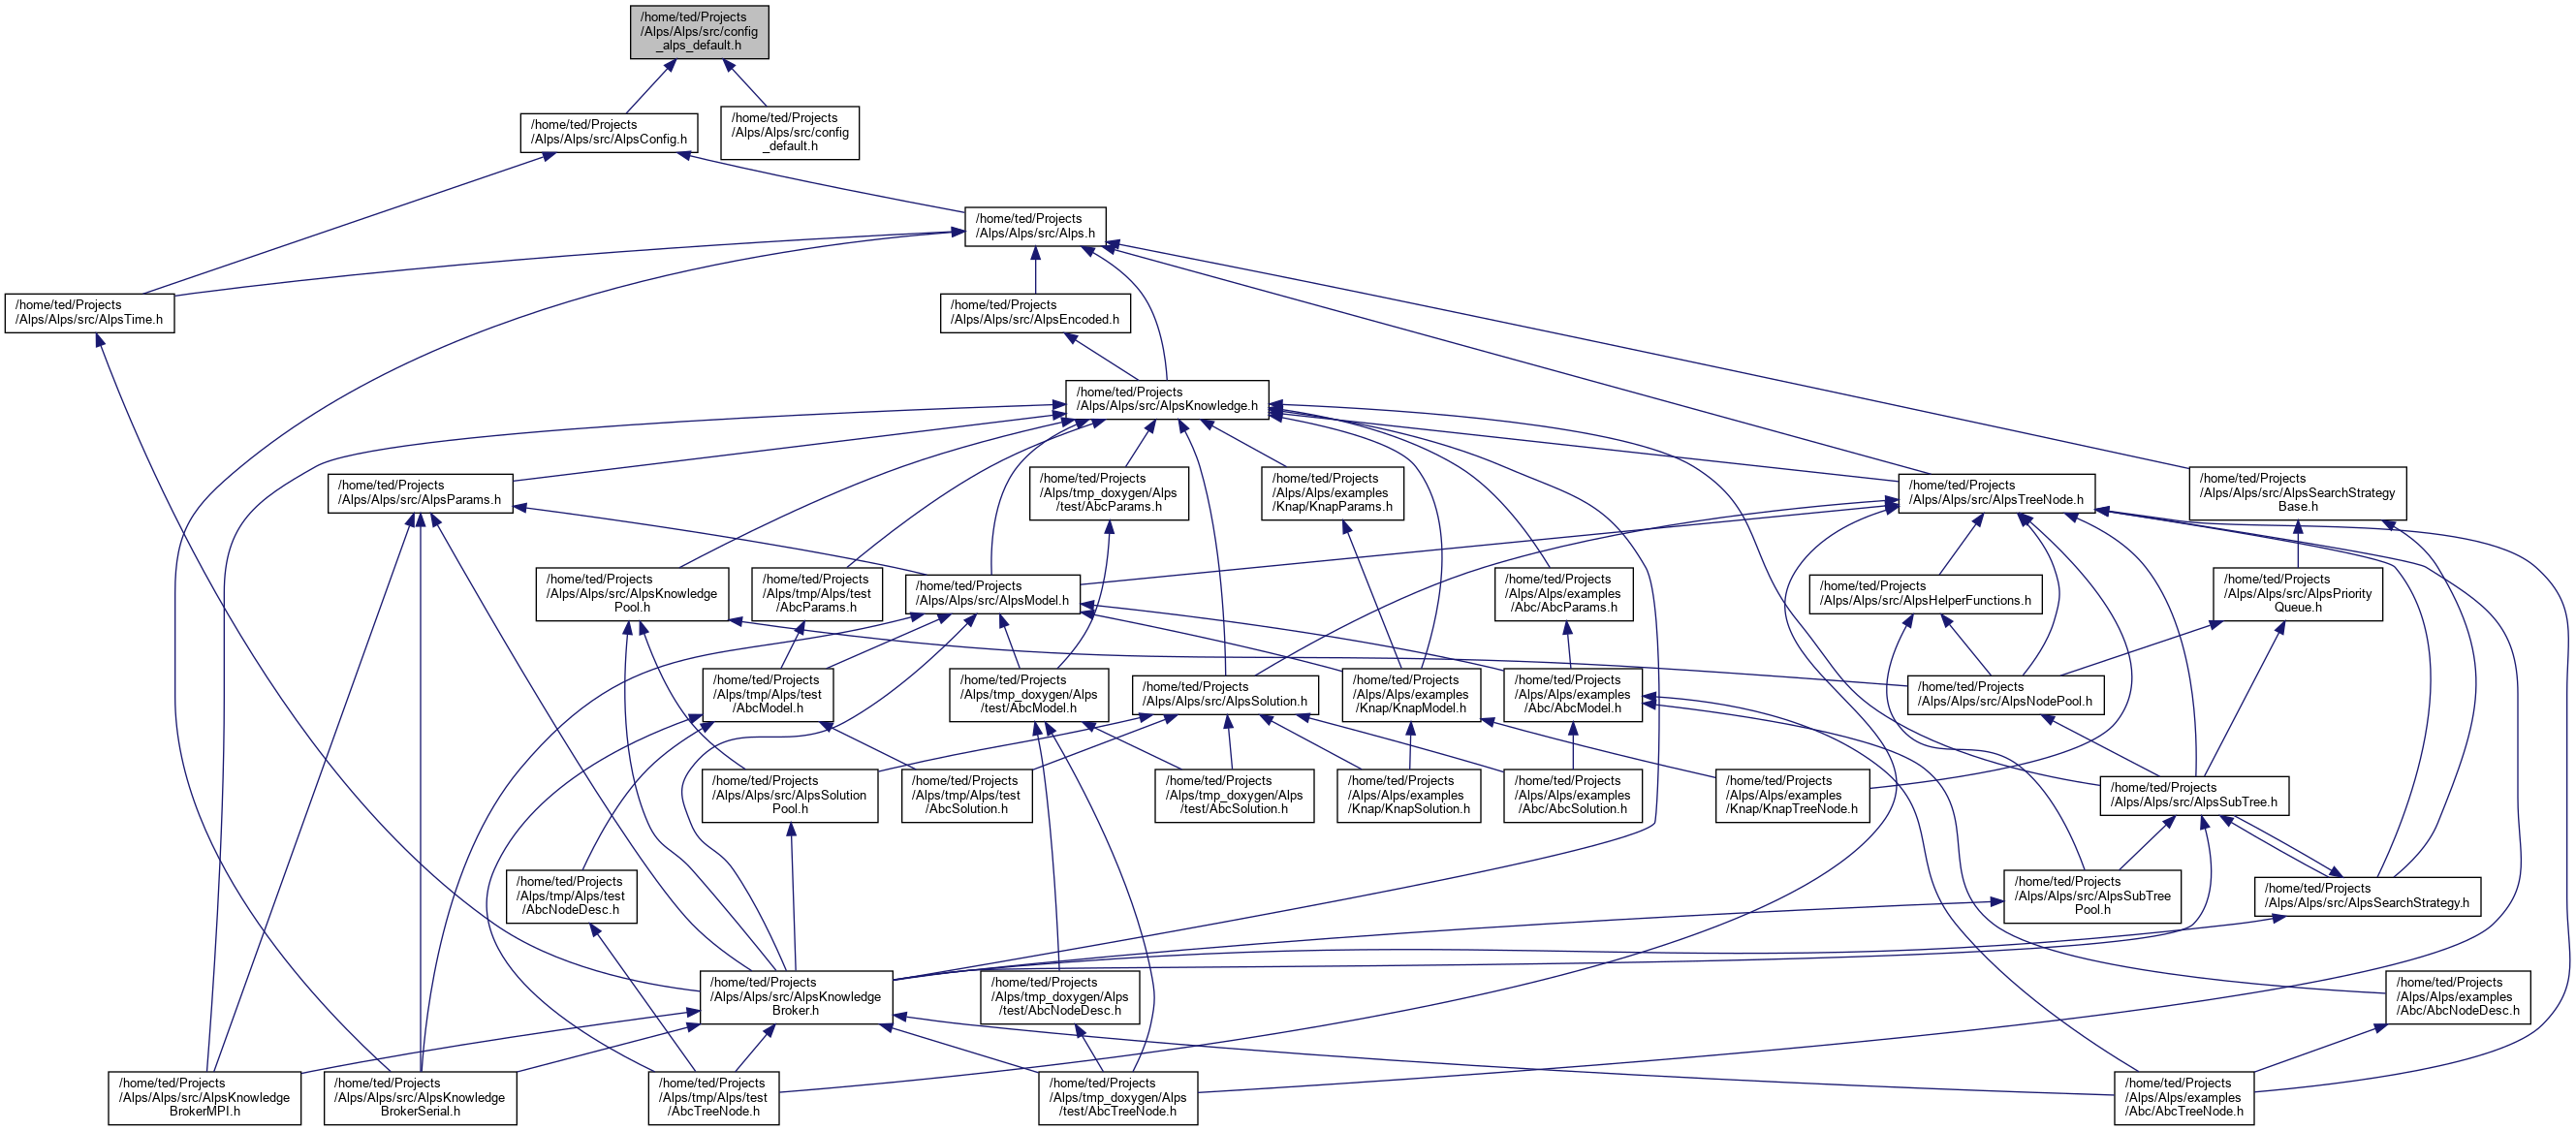 /home/ted/Projects
/Alps/Alps/src/config
_alps_default.h
/home/ted/Projects
/Alps/Alps/src/AlpsConfig.h
/home/ted/Projects
/Alps/Alps/src/config
_default.h
/home/ted/Projects
/Alps/Alps/src/Alps.h
/home/ted/Projects
/Alps/Alps/src/AlpsTime.h
/home/ted/Projects
/Alps/Alps/src/AlpsEncoded.h
/home/ted/Projects
/Alps/Alps/src/AlpsKnowledge.h
/home/ted/Projects
/Alps/Alps/src/AlpsParams.h
/home/ted/Projects
/Alps/tmp_doxygen/Alps
/test/AbcParams.h
/home/ted/Projects
/Alps/Alps/examples
/Knap/KnapParams.h
/home/ted/Projects
/Alps/Alps/src/AlpsTreeNode.h
/home/ted/Projects
/Alps/Alps/src/AlpsSearchStrategy
Base.h
/home/ted/Projects
/Alps/Alps/src/AlpsKnowledge
Pool.h
/home/ted/Projects
/Alps/tmp/Alps/test
/AbcParams.h
/home/ted/Projects
/Alps/Alps/src/AlpsModel.h
/home/ted/Projects
/Alps/Alps/examples
/Abc/AbcParams.h
/home/ted/Projects
/Alps/Alps/src/AlpsHelperFunctions.h
/home/ted/Projects
/Alps/Alps/src/AlpsPriority
Queue.h
/home/ted/Projects
/Alps/tmp/Alps/test
/AbcModel.h
/home/ted/Projects
/Alps/tmp_doxygen/Alps
/test/AbcModel.h
/home/ted/Projects
/Alps/Alps/src/AlpsSolution.h
/home/ted/Projects
/Alps/Alps/examples
/Knap/KnapModel.h
/home/ted/Projects
/Alps/Alps/examples
/Abc/AbcModel.h
/home/ted/Projects
/Alps/Alps/src/AlpsNodePool.h
/home/ted/Projects
/Alps/Alps/src/AlpsSolution
Pool.h
/home/ted/Projects
/Alps/tmp/Alps/test
/AbcSolution.h
/home/ted/Projects
/Alps/tmp_doxygen/Alps
/test/AbcSolution.h
/home/ted/Projects
/Alps/Alps/examples
/Knap/KnapSolution.h
/home/ted/Projects
/Alps/Alps/examples
/Abc/AbcSolution.h
/home/ted/Projects
/Alps/Alps/examples
/Knap/KnapTreeNode.h
/home/ted/Projects
/Alps/Alps/src/AlpsSubTree.h
/home/ted/Projects
/Alps/tmp/Alps/test
/AbcNodeDesc.h
/home/ted/Projects
/Alps/Alps/src/AlpsSubTree
Pool.h
/home/ted/Projects
/Alps/Alps/src/AlpsSearchStrategy.h
/home/ted/Projects
/Alps/Alps/src/AlpsKnowledge
Broker.h
/home/ted/Projects
/Alps/tmp_doxygen/Alps
/test/AbcNodeDesc.h
/home/ted/Projects
/Alps/Alps/examples
/Abc/AbcNodeDesc.h
/home/ted/Projects
/Alps/Alps/src/AlpsKnowledge
BrokerMPI.h
/home/ted/Projects
/Alps/Alps/src/AlpsKnowledge
BrokerSerial.h
/home/ted/Projects
/Alps/tmp/Alps/test
/AbcTreeNode.h
/home/ted/Projects
/Alps/tmp_doxygen/Alps
/test/AbcTreeNode.h
/home/ted/Projects
/Alps/Alps/examples
/Abc/AbcTreeNode.h